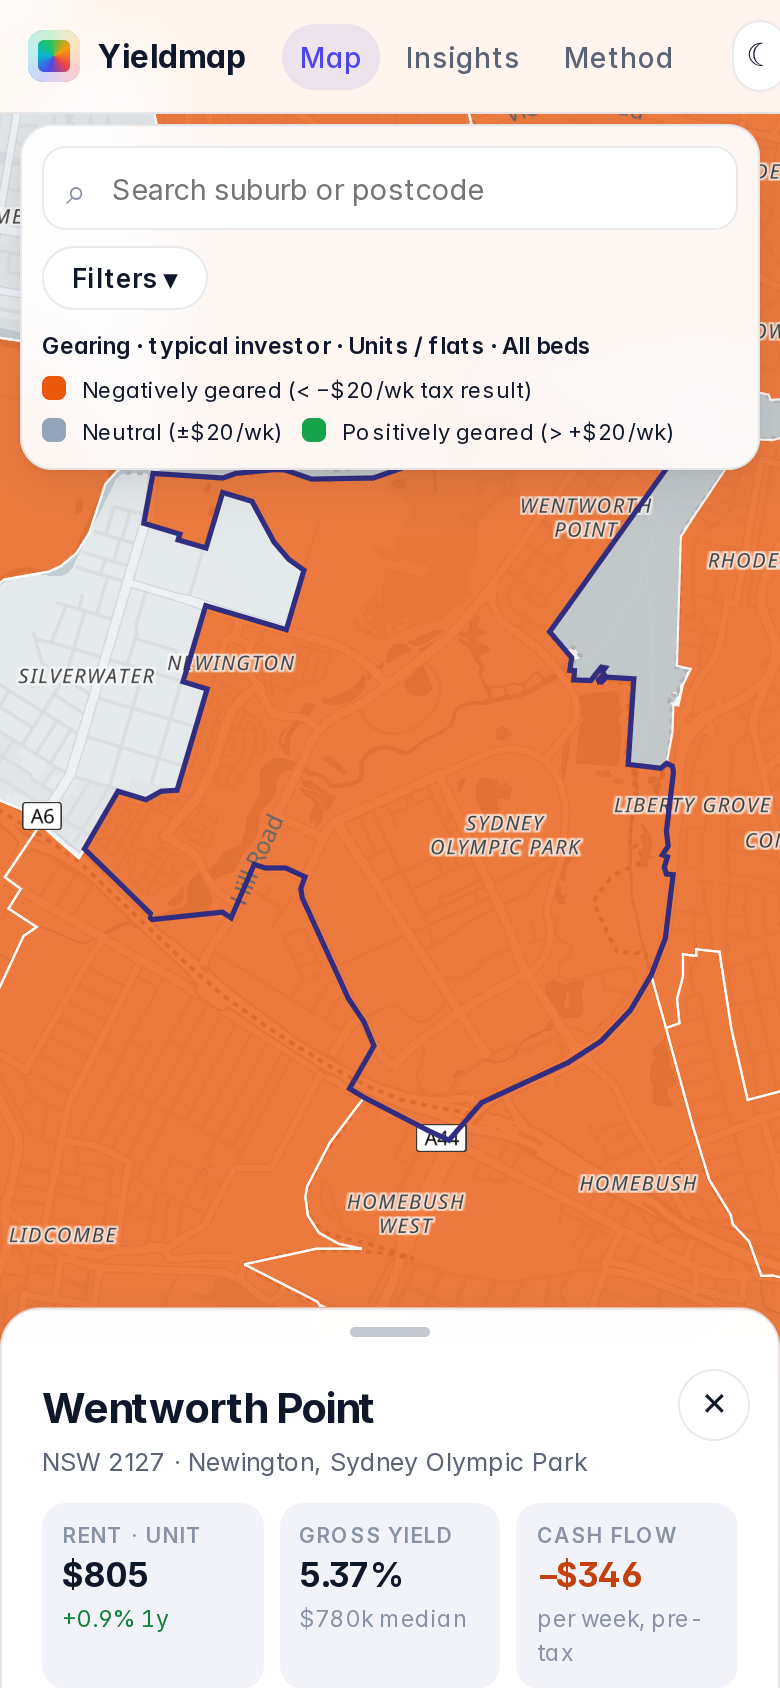 Yieldmap Map Insights Method
Search suburb or postcode
Filters ▾
Gearing · typical investor · Units / flats · All beds
Negatively geared (< −$20/wk tax result)
Neutral (±$20/wk) Positively geared (> +$20/wk)
WENTWORTH
POINT
RHODE
NEWINGTON
SILVERWATER
LIBERTY GROVE
A6
SYDNEY
OLYMPIC PARK
Hill Road
A44
HOMEBUSH
HOMEBUSH
WEST
LIDCOMBE
Wentworth Point
✕
NSW 2127 · Newington, Sydney Olympic Park
RENT · UNIT
$805
+0.9% 1y
GROSS YIELD
5.37%
$780k median
CASH FLOW
−$346
per week, pre-
tax